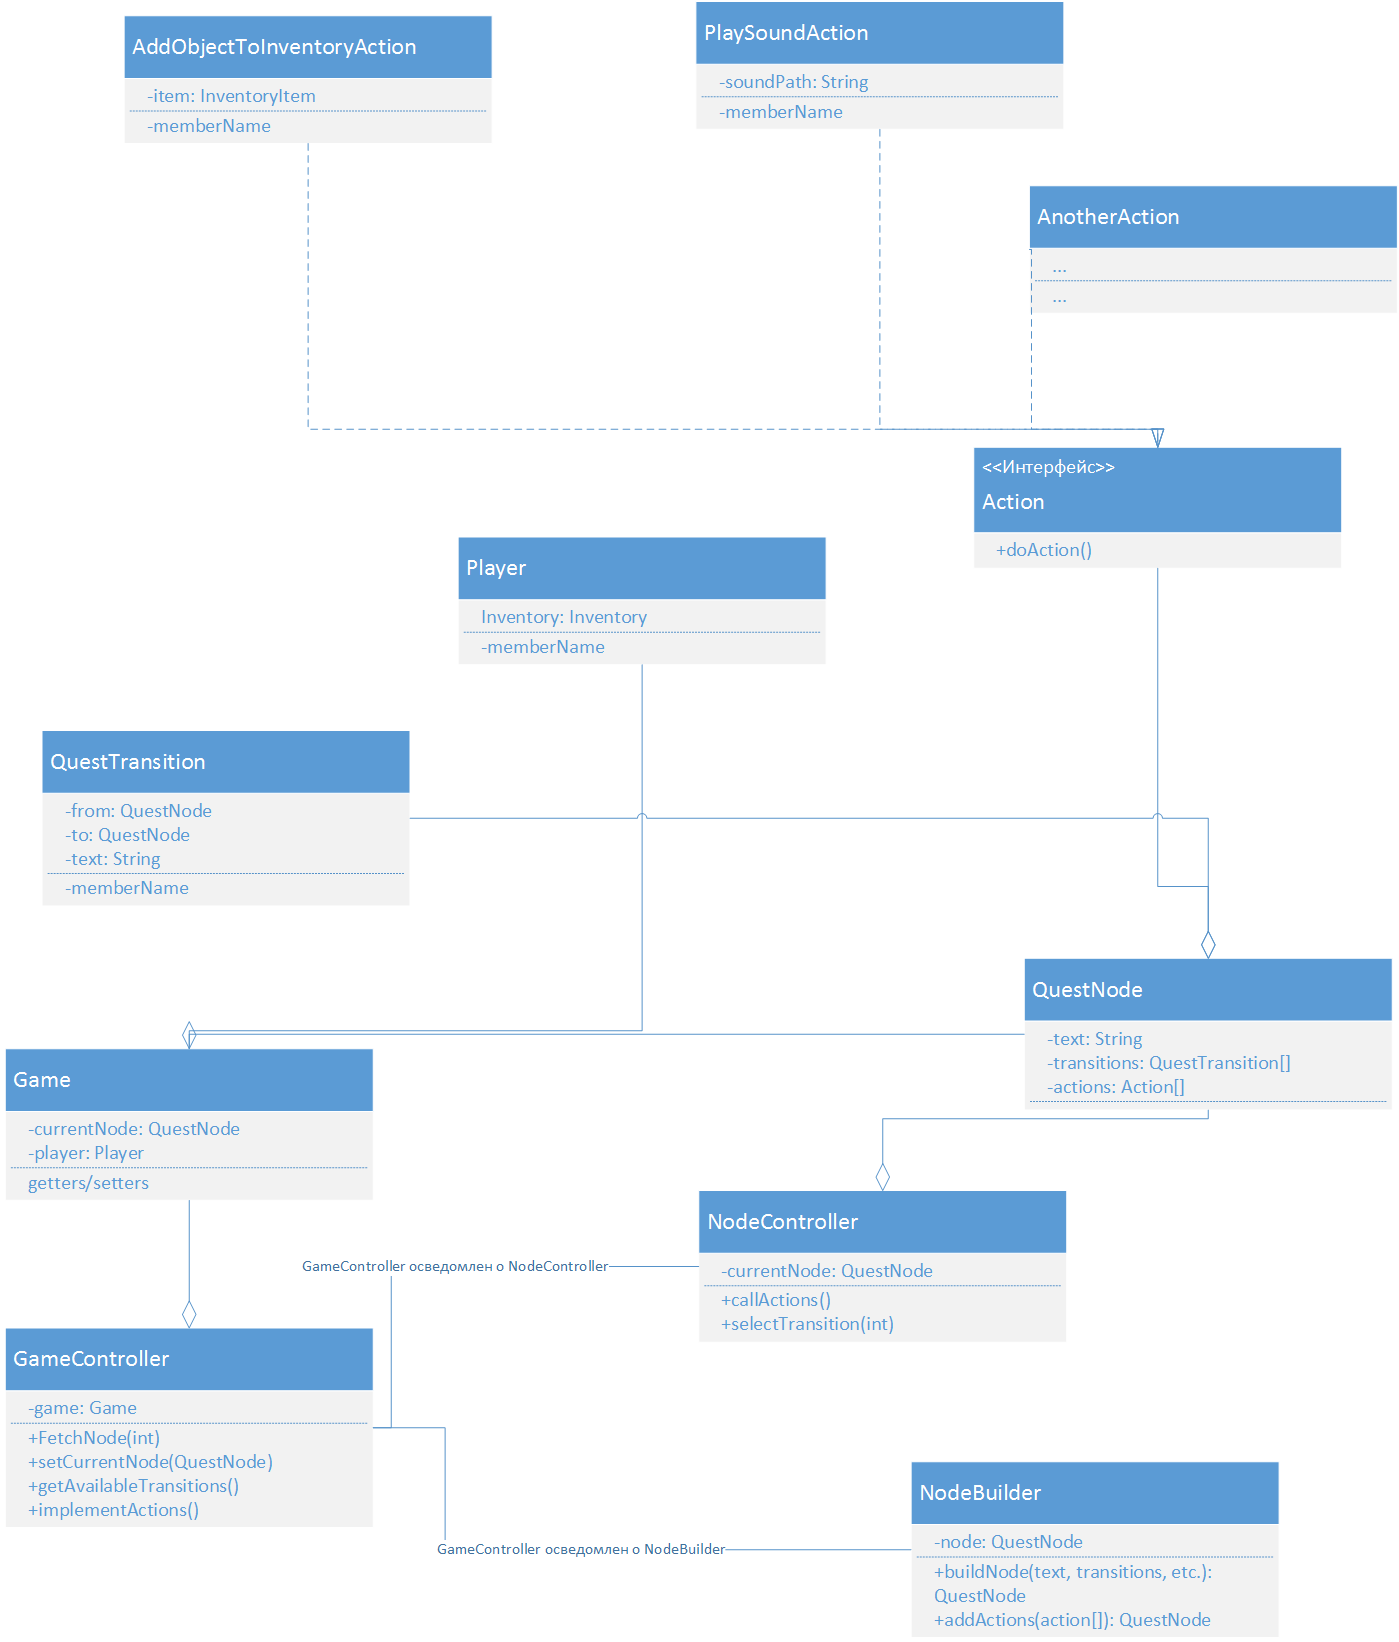 AddObjectToInventoryAction
-item: InventoryItem
-memberName
PlaySoundAction
-soundPath: String
-memberName
AnotherAction
...
...
<<Интерфейс>>
Action
+doAction()
Player
Inventory: Inventory
-memberName
QuestTransition
-from: QuestNode
-to: QuestNode
-text: String
-memberName
QuestNode
-text: String
-transitions: QuestTransition[]
-actions: Action[]
Game
-currentNode: QuestNode
-player: Player
getters/setters
NodeController
-currentNode: QuestNode
+callActions()
+selectTransition(int)
GameController осведомлен о NodeController
GameController
-game: Game
+FetchNode(int)
+setCurrentNode(QuestNode)
+getAvailableTransitions()
+implementActions()
GameController осведомлен о NodeBuilder
NodeBuilder
-node: QuestNode
+buildNode(text, transitions, etc.):
QuestNode
+addActions(action[]): QuestNode